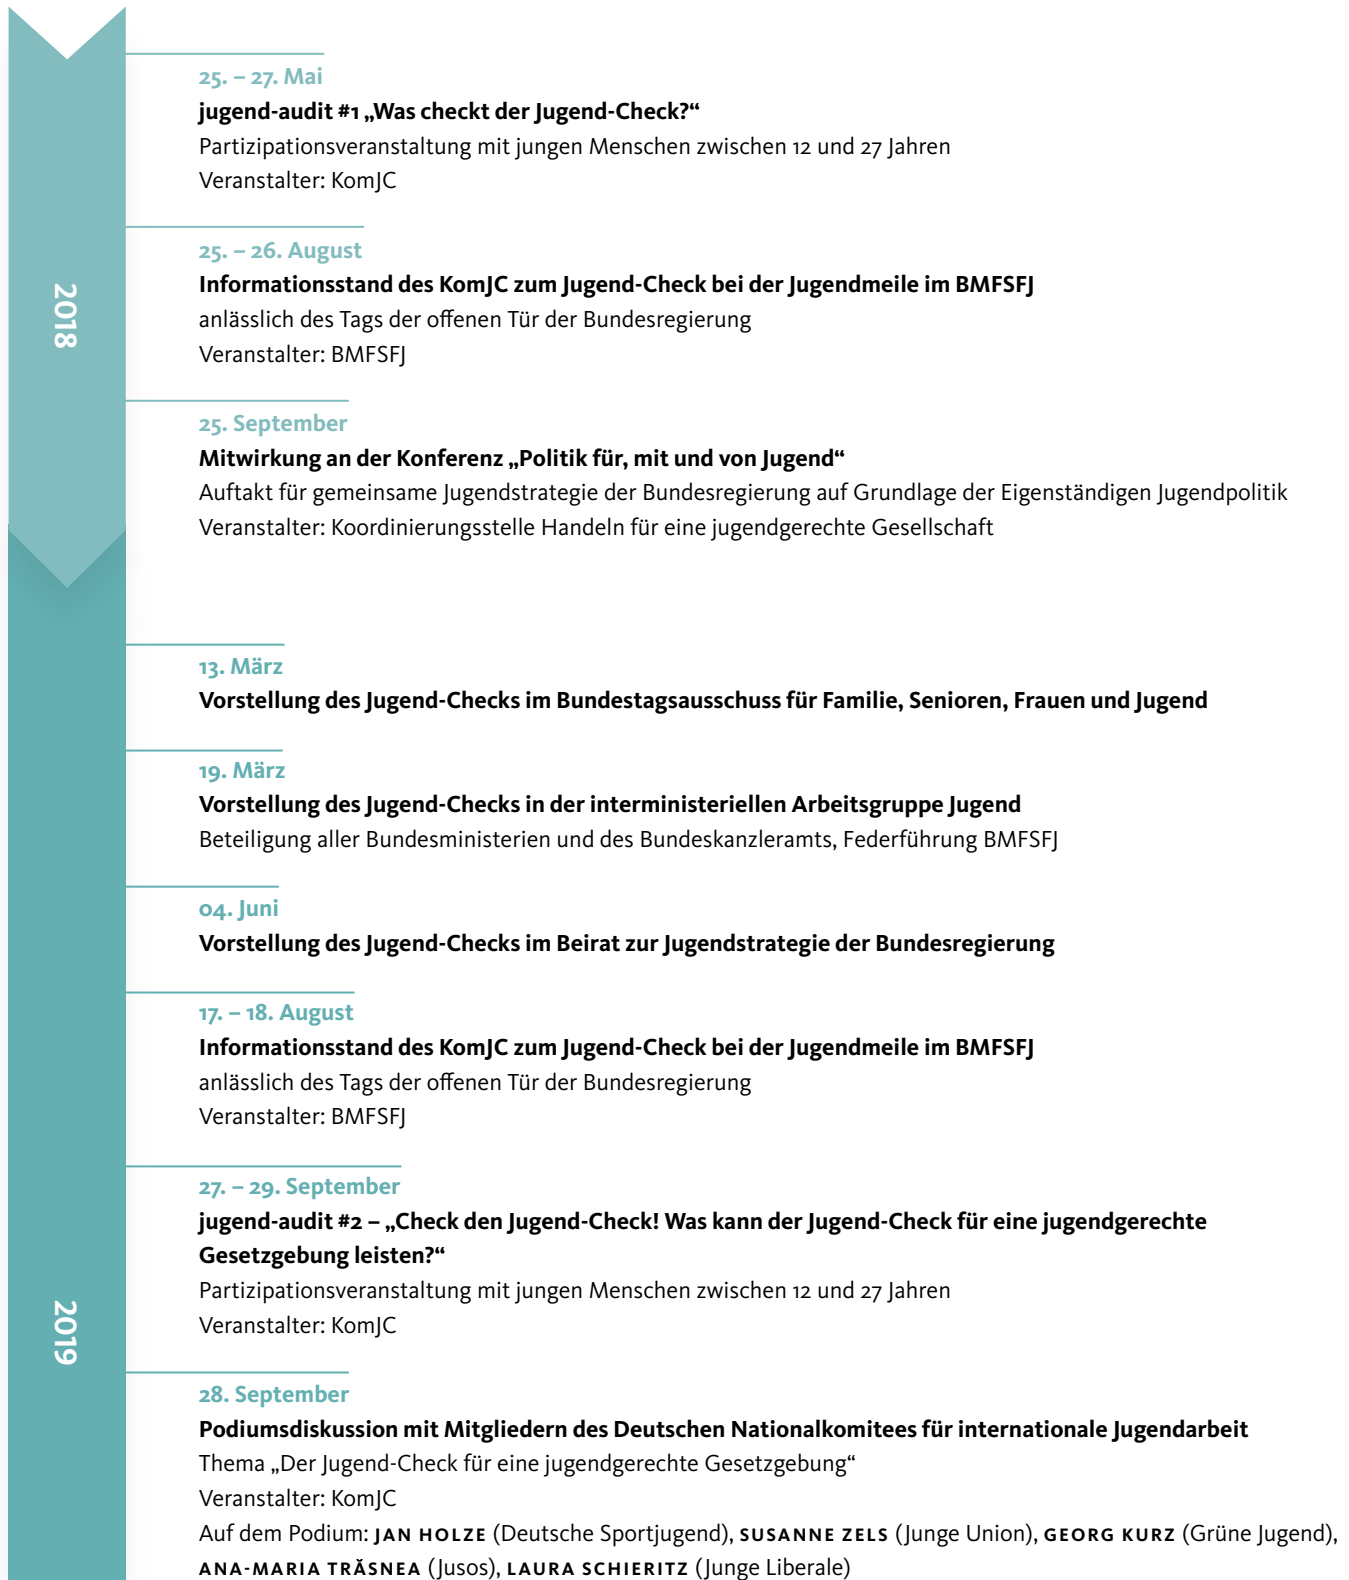 25. – 27. Mai
jugend-audit #1 „Was checkt der Jugend-Check?“
Partizipationsveranstaltung mit jungen Menschen zwischen 12 und 27 Jahren
Veranstalter: KomJC
25. – 26. August
Informationsstand des KomJC zum Jugend-Check bei der Jugendmeile im BMFSFJ
anlässlich des Tags der offenen Tür der Bundesregierung
Veranstalter: BMFSFJ
2018
25. September
Mitwirkung an der Konferenz „Politik für, mit und von Jugend“
Auftakt für gemeinsame Jugendstrategie der Bundesregierung auf Grundlage der Eigenständigen Jugendpolitik
Veranstalter: Koordinierungsstelle Handeln für eine jugendgerechte Gesellschaft
13. März
Vorstellung des Jugend-Checks im Bundestagsausschuss für Familie, Senioren, Frauen und Jugend
19. März
Vorstellung des Jugend-Checks in der interministeriellen Arbeitsgruppe Jugend
Beteiligung aller Bundesministerien und des Bundeskanzleramts, Federführung BMFSFJ
04. Juni
Vorstellung des Jugend-Checks im Beirat zur Jugendstrategie der Bundesregierung
17. – 18. August
Informationsstand des KomJC zum Jugend-Check bei der Jugendmeile im BMFSFJ
anlässlich des Tags der offenen Tür der Bundesregierung
Veranstalter: BMFSFJ
27. – 29. September
jugend-audit #2 – „Check den Jugend-Check! Was kann der Jugend-Check für eine jugendgerechte
Gesetzgebung leisten?“
Partizipationsveranstaltung mit jungen Menschen zwischen 12 und 27 Jahren
Veranstalter: KomJC
2019
28. September
Podiumsdiskussion mit Mitgliedern des Deutschen Nationalkomitees für internationale Jugendarbeit
Thema „Der Jugend-Check für eine jugendgerechte Gesetzgebung“
Veranstalter: KomJC
Auf dem Podium: JAN HOLZE (Deutsche Sportjugend), SUSANNE ZELS (Junge Union), GEORG KURZ (Grüne Jugend),
ANA-MARIA TRĂSNEA (Jusos), LAURA SCHIERITZ (Junge Liberale)